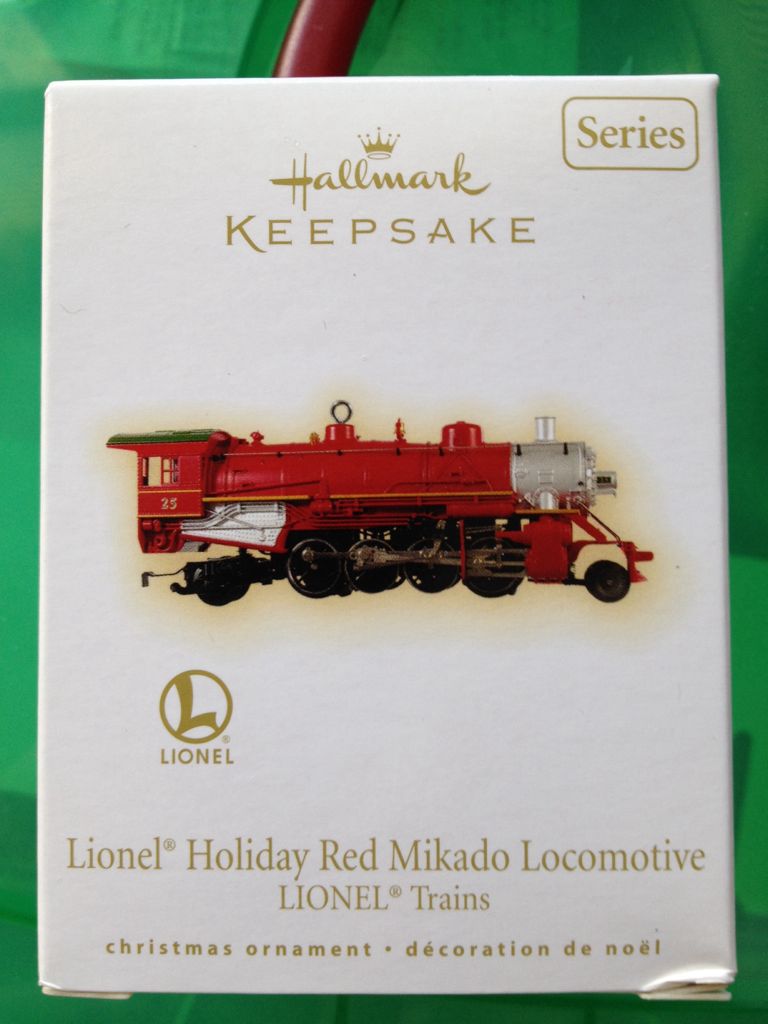 Series
Hallmark
KEEPSAKE
25
L
LIONEL®
Lionel® Holiday Red Mikado Locomotive
LIONEL® Trains
christmas ornament • décoration de noël